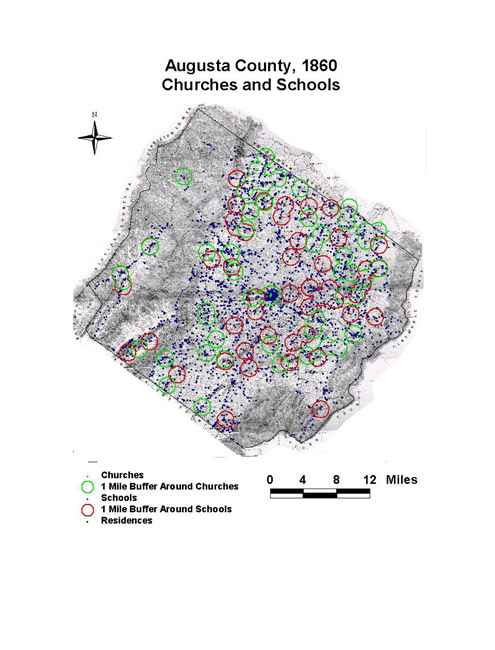 Augusta County, 1860
Churches and Schools
N
Churches
1 Mile Buffer Around Churches
Schools
1 Mile Buffer Around Schools
Residences
0 4 8 12 Miles